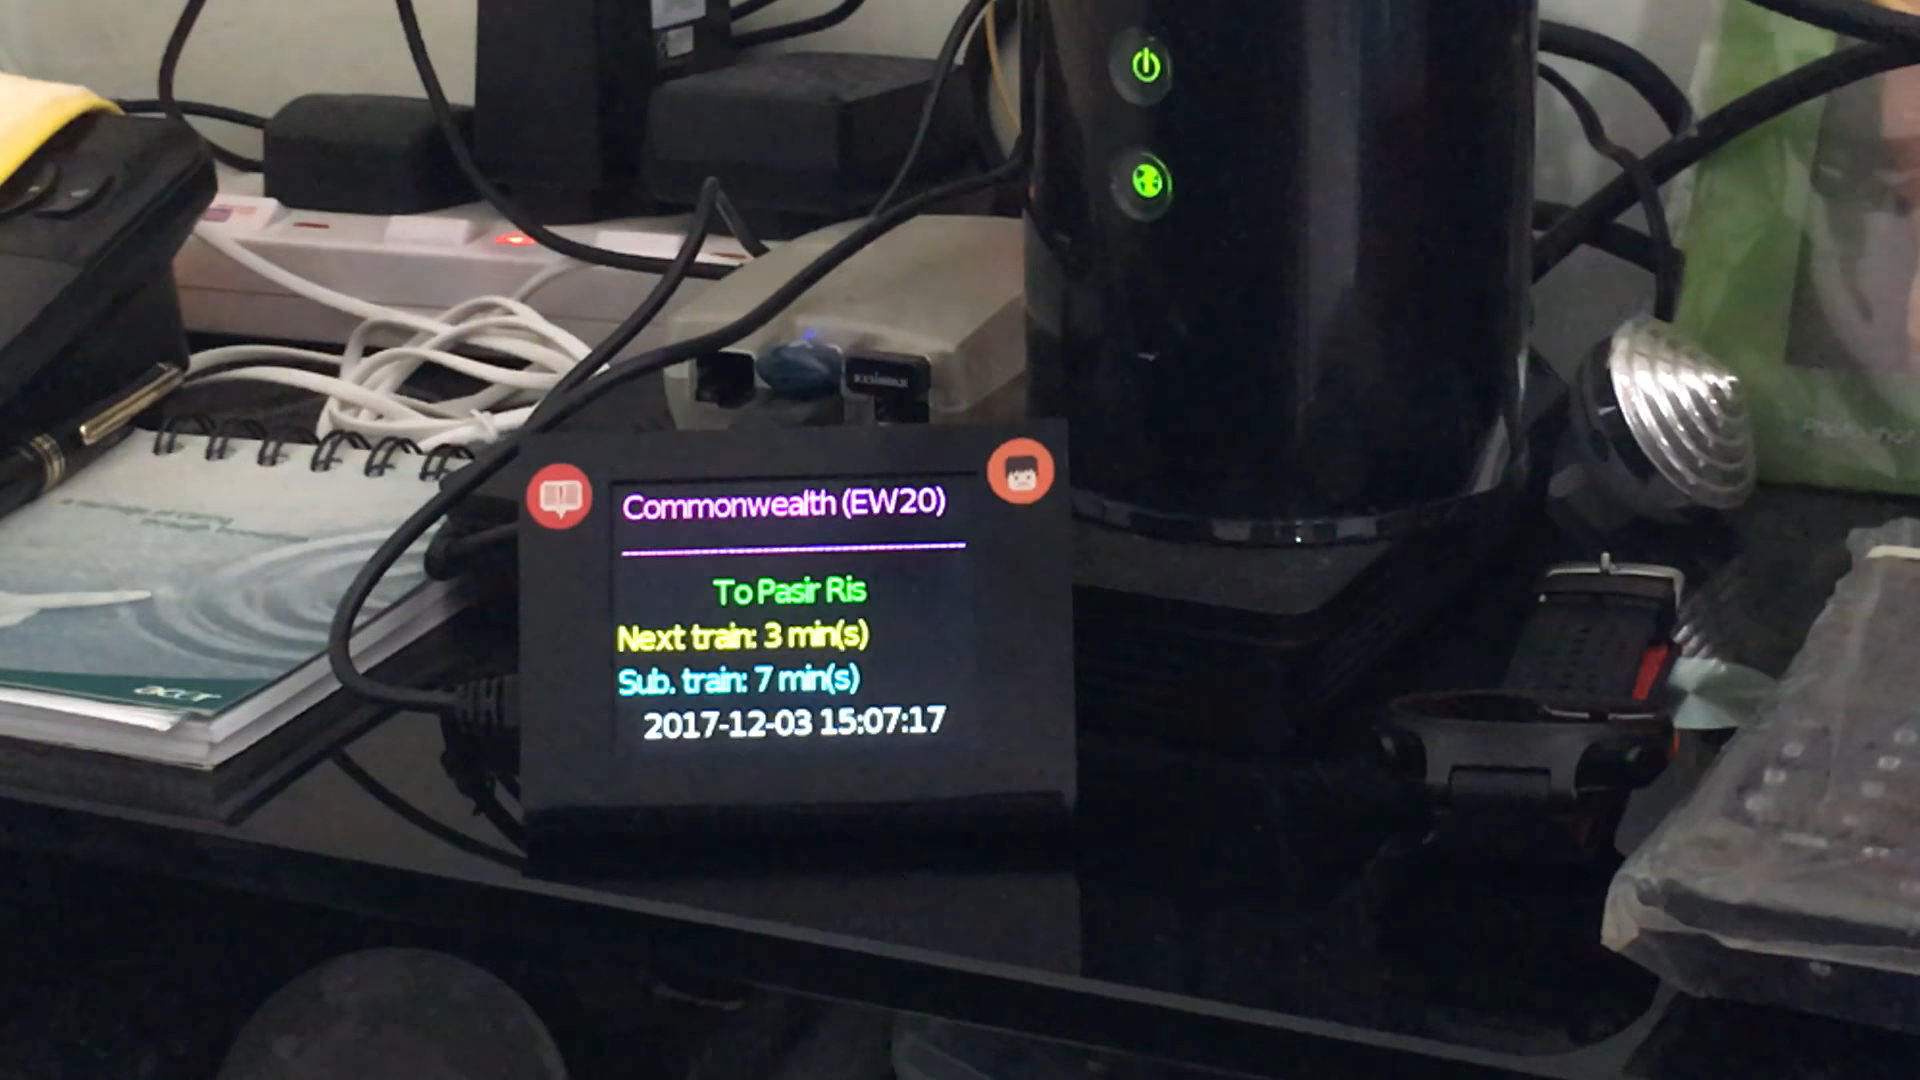 Commonwealth (EW20)
--------------------------------------
To Pasir Ris
Next train: 3 min(s)
Sub. train: 7 min(s)
2017-12-03 15:07:17
acer